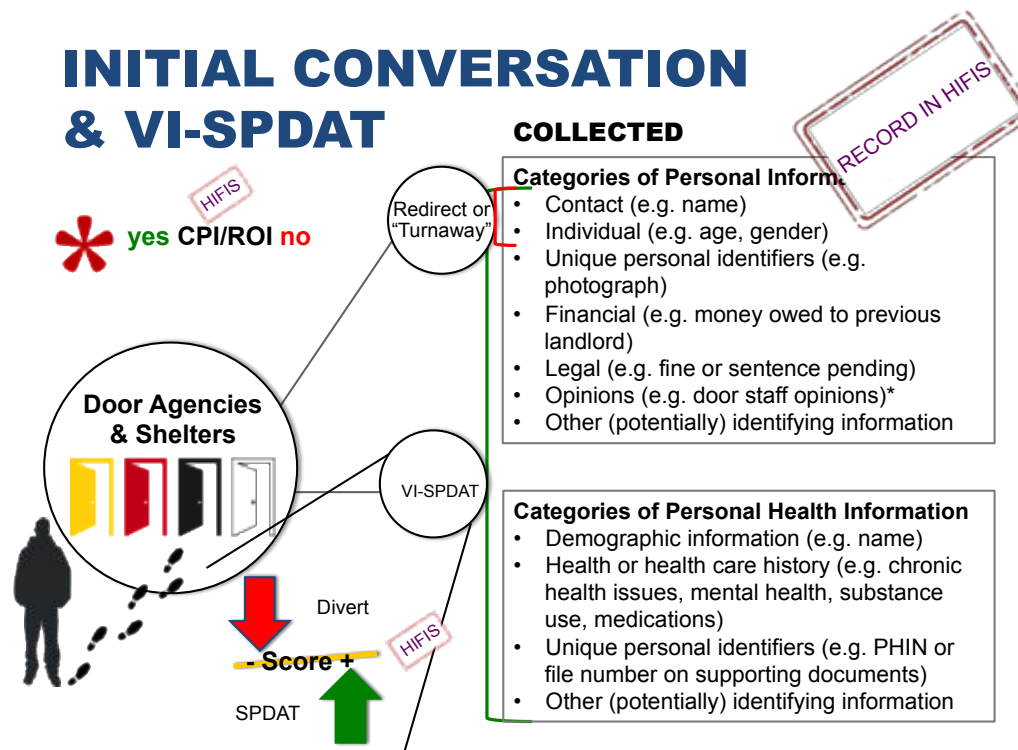 INITIAL CONVERSATION
& VI-SPDAT
RECORD IN HIFIS
HIFIS
* yes CPI/ROI no
Redirect or
“Turnaway”
COLLECTED
Categories of Personal Inform
• Contact (e.g. name)
• Individual (e.g. age, gender)
• Unique personal identifiers (e.g.
photograph)
• Financial (e.g. money owed to previous
landlord)
• Legal (e.g. fine or sentence pending)
• Opinions (e.g. door staff opinions)*
• Other (potentially) identifying information
Door Agencies
& Shelters
VI-SPDAT
Divert
- Score +
HIFIS
SPDAT
Categories of Personal Health Information
• Demographic information (e.g. name)
• Health or health care history (e.g. chronic
health issues, mental health, substance
use, medications)
• Unique personal identifiers (e.g. PHIN or
file number on supporting documents)
• Other (potentially) identifying information